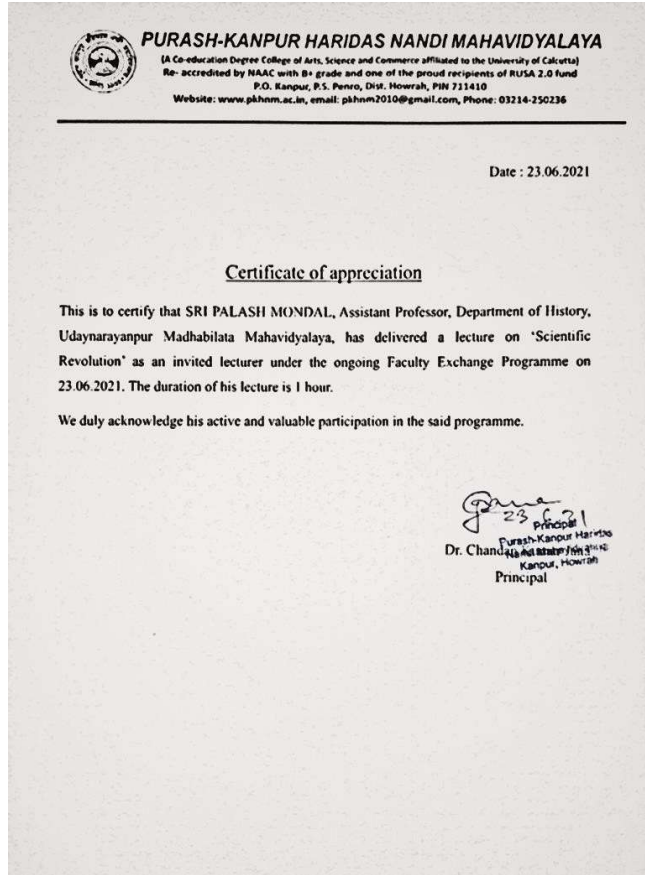 PURASH-KANPUR HARIDAS NANDI MAHAVIDYALAYA
(A Co-education Degree College of Arts, Science and Commerce affiliated to the University of Calcutta)
Re- accredited by NAAC with B+ grade and one of the proud recipients of RUSA 2.0 fund
P.O. Kanpur, P.S. Penro, Dist. Howrah, PIN 711410
Website: www.pkhnm.ac.in, email: pkhnm2010@gmail.com, Phone: 03214-250236
Date : 23.06.2021
Certificate of appreciation
This is to certify that SRI PALASH MONDAL, Assistant Professor, Department of History,
Udaynarayanpur Madhabilata Mahavidyalaya, has delivered a lecture on ‘Scientific
Revolution’ as an invited lecturer under the ongoing Faculty Exchange Programme on
23.06.2021. The duration of his lecture is 1 hour.
We duly acknowledge his active and valuable participation in the said programme.
Principal
Purash-Kanpur Haridas
Dr.
Kanpur, Howrah
Principal